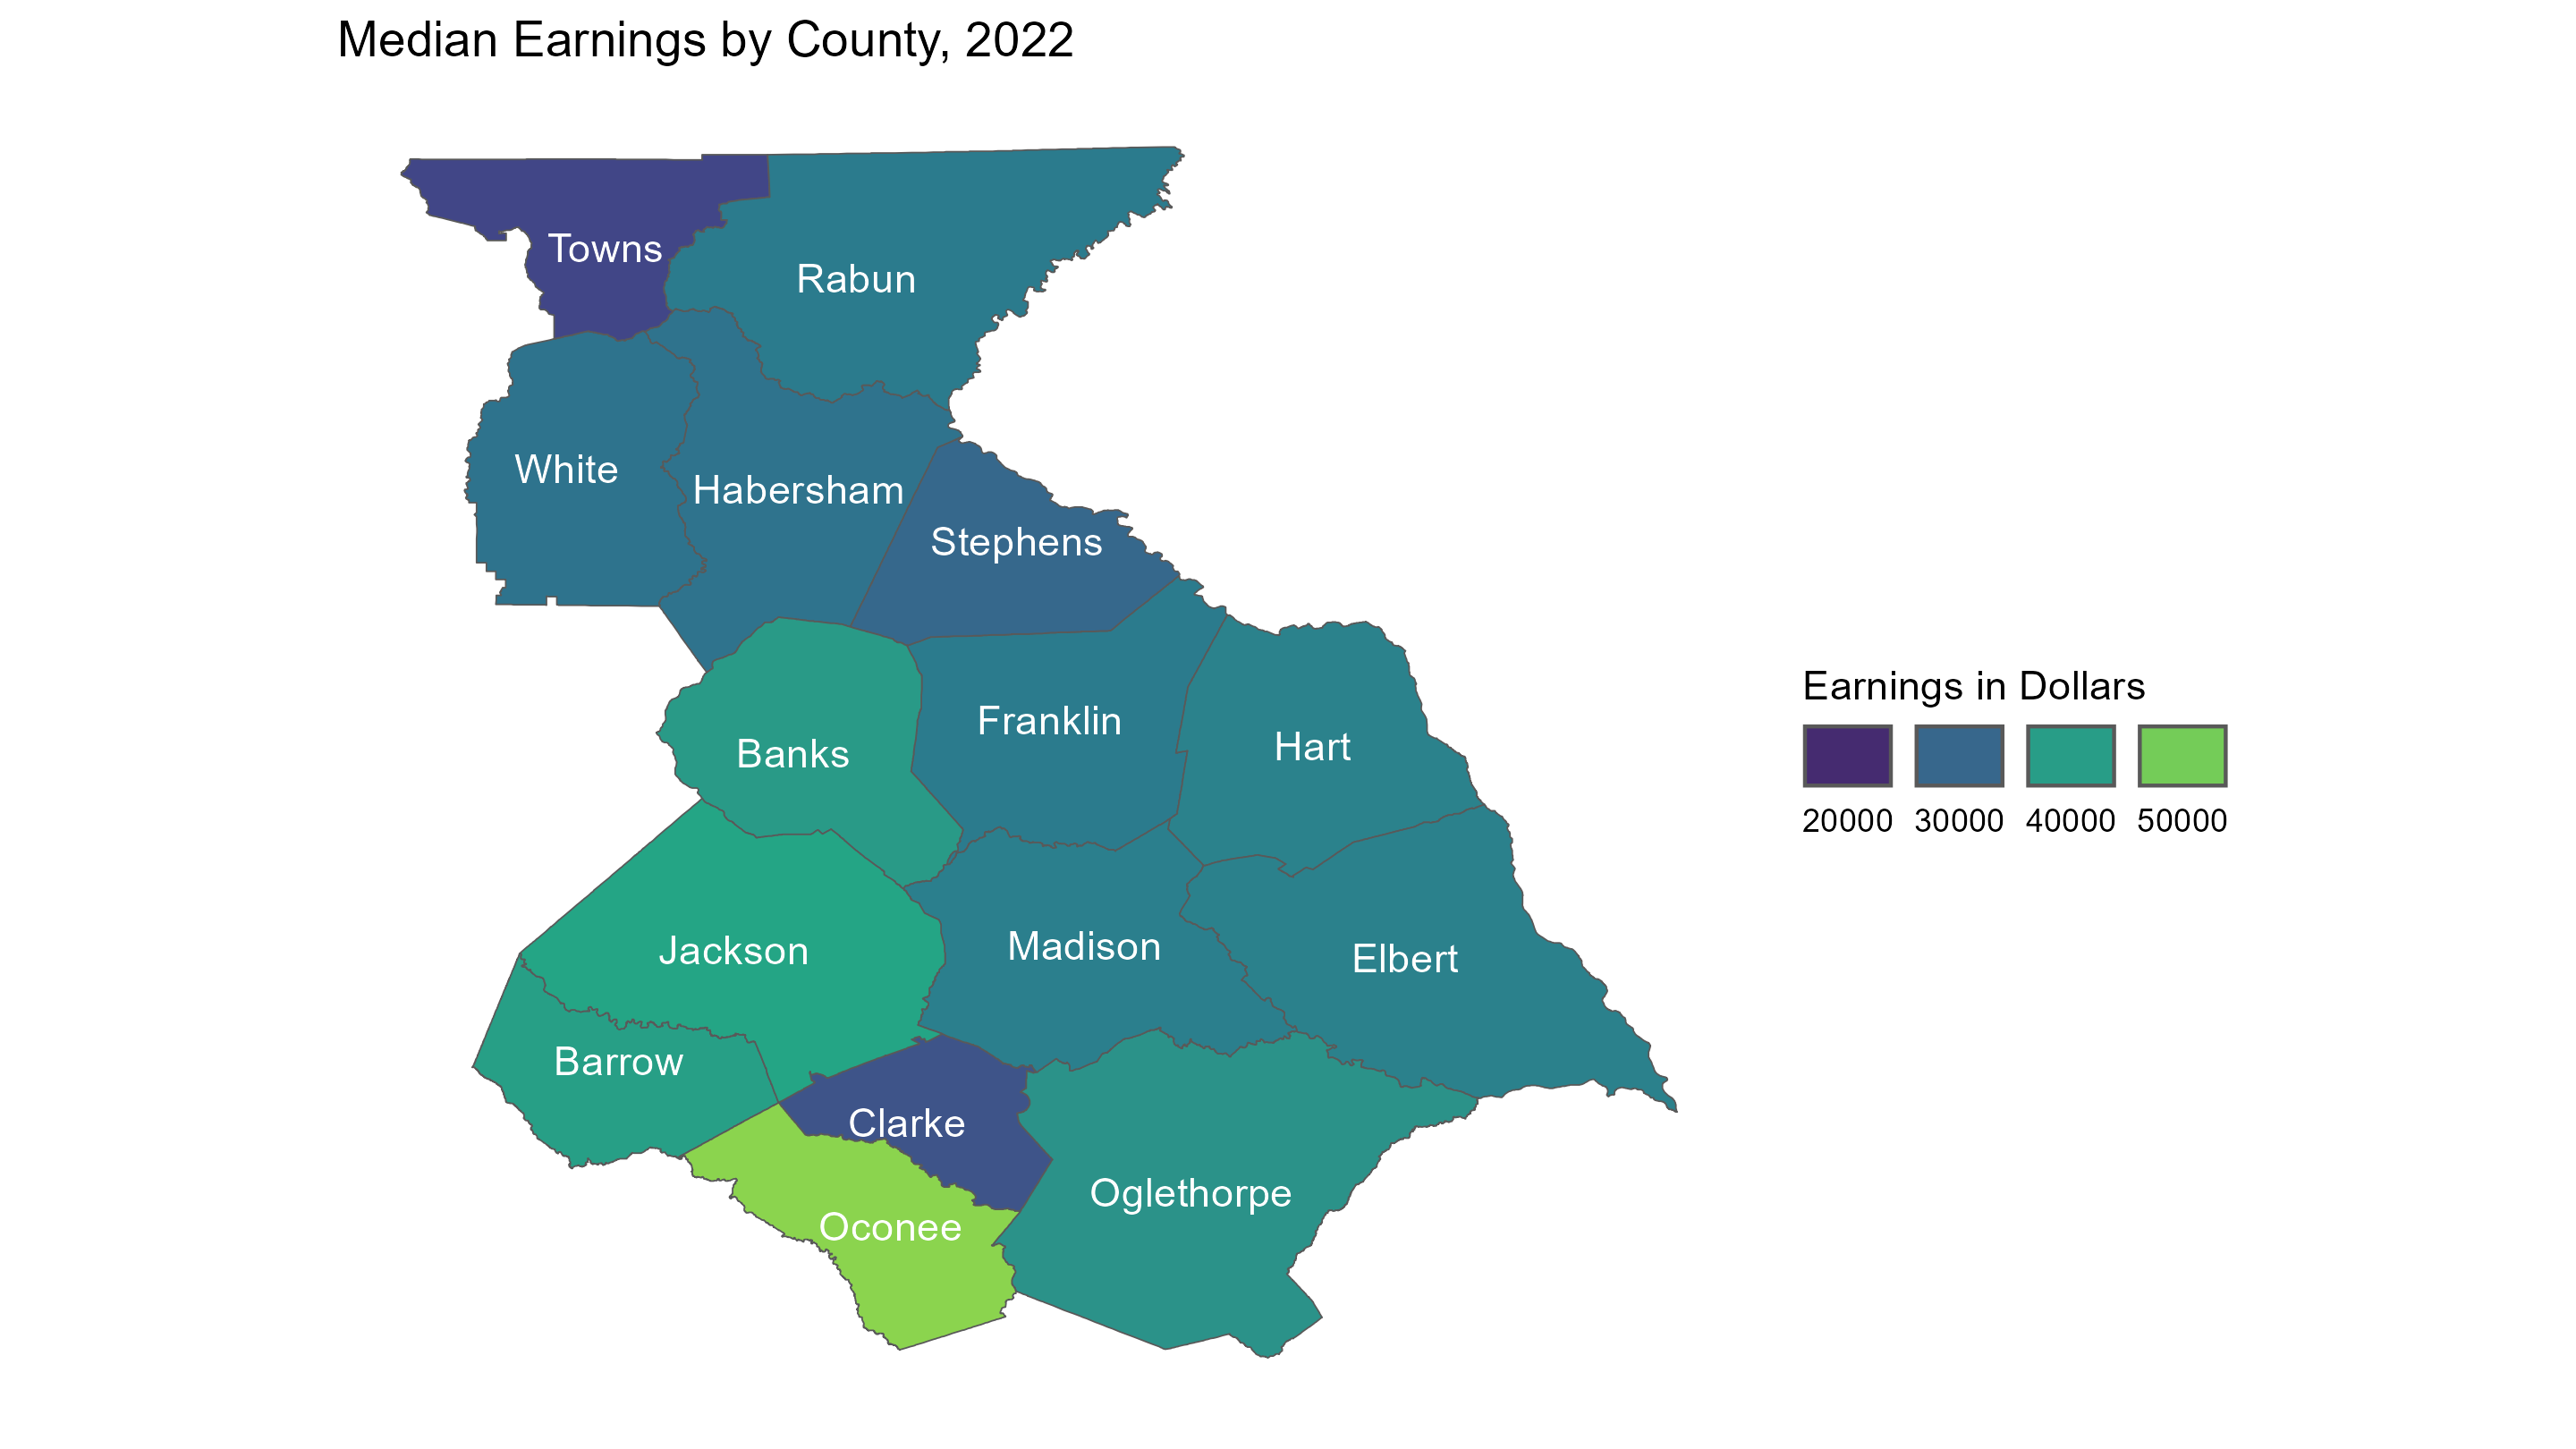 Median Earnings by County, 2022
Towns
Rabun
White
Habersham
Stephens
Franklin
Hart
Banks
Earnings in Dollars
20000 30000 40000 50000
Jackson
Madison
Elbert
Barrow
Clarke
Oglethorpe
Oconee